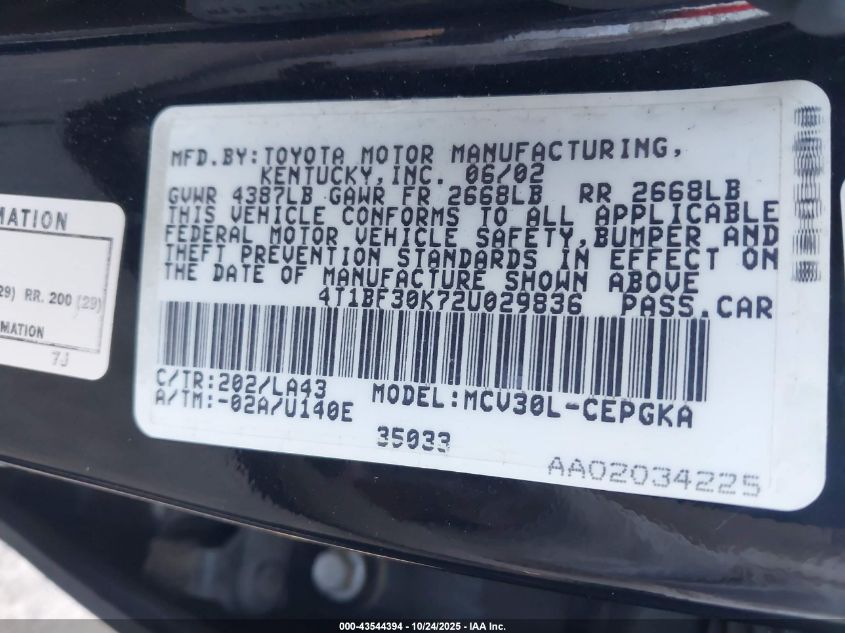 MFD.BY:TOYOTA MOTOR MANUFACTURING,
KENTUCKY,INC. 06/02
GVWR 4387LB GAWR FR 2668LB RR 2668LB
THIS VEHICLE CONFORMS TO ALL APPLICABLE
FEDERAL MOTOR VEHICLE SAFETY,BUMPER AND
THEFT PREVENTION STANDARDS IN EFFECT ON
THE DATE OF MANUFACTURE SHOWN ABOVE
4T1BF30K72U029836 PASS.CAR
C/TR:202/LA43 MODEL:MCV30L-CEPGKA
A/TM:-02A/U140E
35033
AA02034225
MATION
29) RR. 200 (29)
RMATION
7J
000-43544394 | 10/24/2025 - IAA Inc.